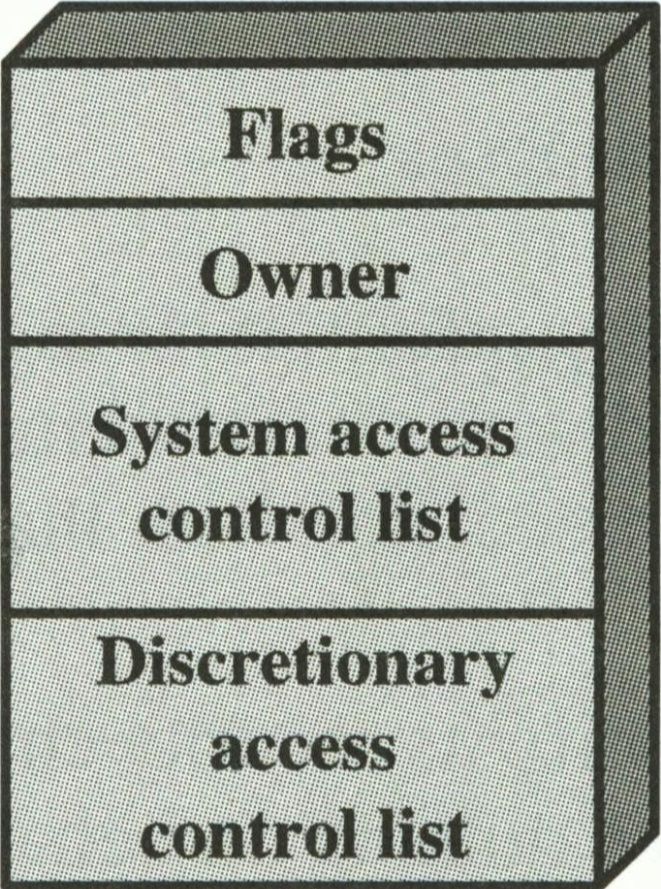 Flags
Owner
System access
control list
Discretionary
access
control list